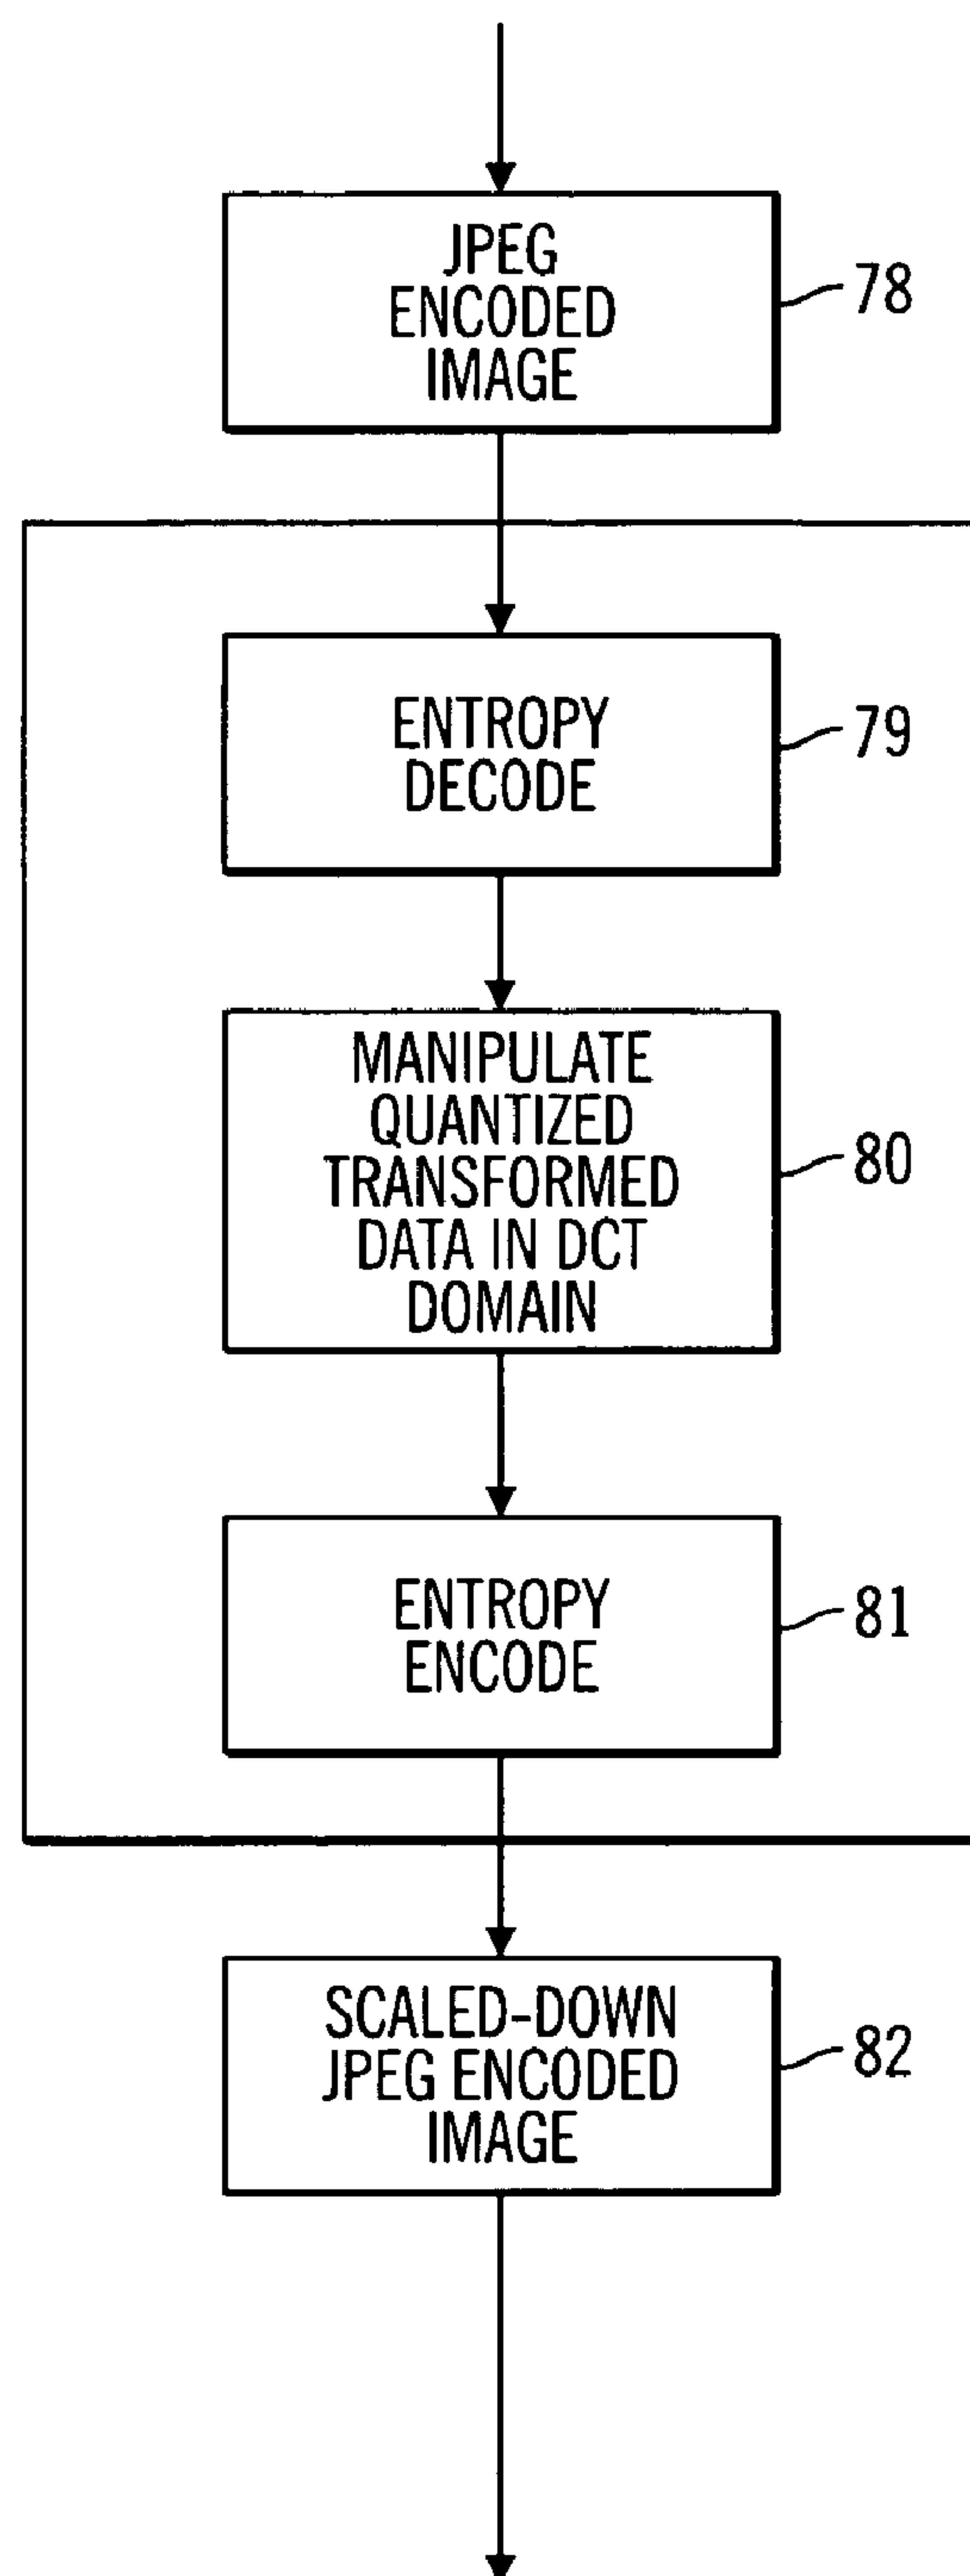 JPEG
ENCODED
IMAGE
78
ENTROPY
DECODE
79
MANIPULATE
QUANTIZED
TRANSFORMED
DATA IN DCT
DOMAIN
80
ENTROPY
ENCODE
81
SCALED-DOWN
JPEG ENCODED
IMAGE
82